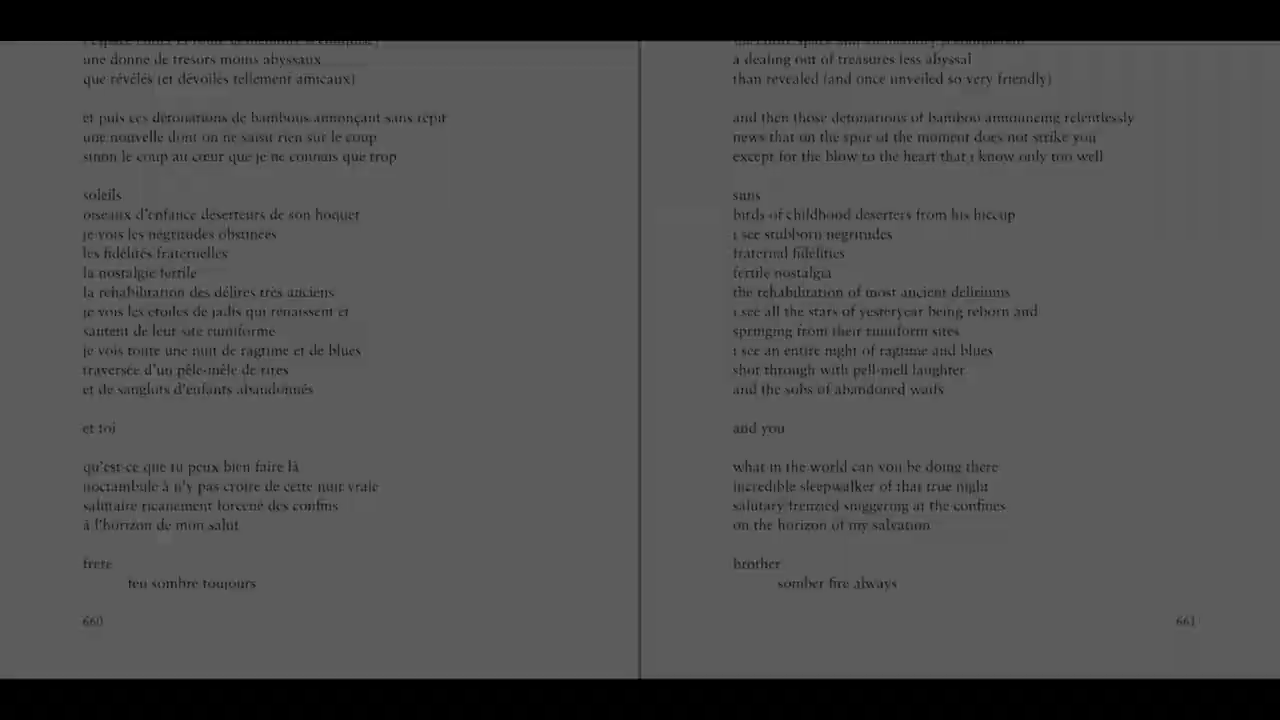 une donne de trésors moins abyssaux
que révélés (et dévoilés tellement amicaux)
et puis ces détonations de bambous annonçant sans répit
une nouvelle dont on ne saisit rien sur le coup
sinon le coup au cœur que je ne connais que trop
soleils
oiseaux d'enfance déserteurs de son hoquet
je vois les négritudes obstinées
les fidélités fraternelles
la nostalgie fertile
la réhabilitation des délires très anciens
je vois les étoiles de jadis qui renaissent et
sautent de leur site ruiniforme
je vois toute une nuit de ragtime et de blues
traversée d'un pêle-mêle de rires
et de sanglots d'enfants abandonnés
et toi
qu'est-ce que tu peux bien faire là
noctambule à n'y pas croire de cette nuit vraie
salutaire ricanement forcené des confins
à l'horizon de mon salut
frère
feu sombre toujours
660
a dealing out of treasures less abyssal
than revealed (and once unveiled so very friendly)
and then those detonations of bamboo announcing relentlessly
news that on the spur of the moment does not strike you
except for the blow to the heart that i know only too well
suns
birds of childhood deserters from his hiccup
i see stubborn negritudes
fraternal fidelities
fertile nostalgia
the rehabilitation of most ancient deliriums
i see all the stars of yesteryear being reborn and
springing from their ruiniform sites
i see an entire night of ragtime and blues
shot through with pell-mell laughter
and the sobs of abandoned waifs
and you
what in the world can you be doing there
incredible sleepwalker of that true night
salutary frenzied sniggering at the confines
on the horizon of my salvation
brother
somber fire always
661